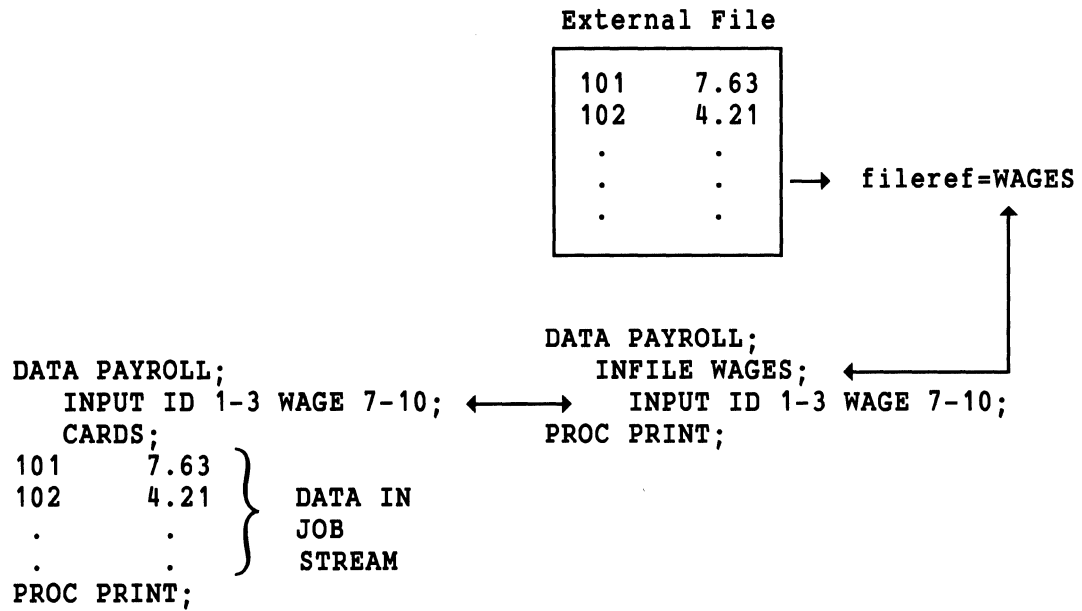 External File
101 7.63
102 4.21
. .
. .
. .
fileref=WAGES
DATA PAYROLL;
INFILE WAGES;
INPUT ID 1-3 WAGE 7-10;
PROC PRINT;
DATA PAYROLL;
INPUT ID 1-3 WAGE 7-10;
CARDS;
101 7.63
102 4.21
. .
. .
DATA IN
JOB
STREAM
PROC PRINT;